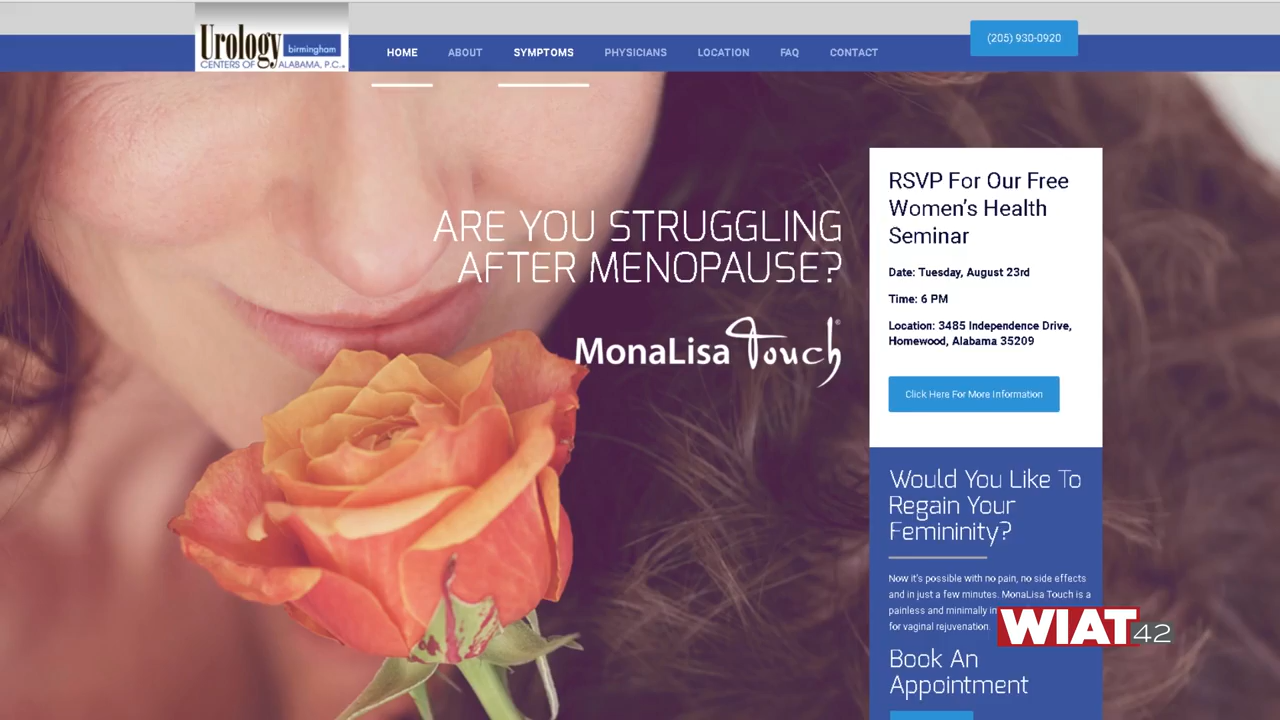 Urology
birmingham
CENTERS OF ALABAMA, P.C.
HOME ABOUT SYMPTOMS PHYSICIANS LOCATION FAQ CONTACT
(205) 930-0920
ARE YOU STRUGGLING
AFTER MENOPAUSE?
MonaLisa Touch®
RSVP For Our Free
Women's Health
Seminar
Date: Tuesday, August 23rd
Time: 6 PM
Location: 3485 Independence Drive,
Homewood, Alabama 35209
Click Here For More Information
Would You Like To
Regain Your
Femininity?
Now it's possible with no pain, no side effects
and in just a few minutes. MonaLisa Touch is a
painless and minimally
for vaginal rejuvenation.
WIAT 42
Book An
Appointment